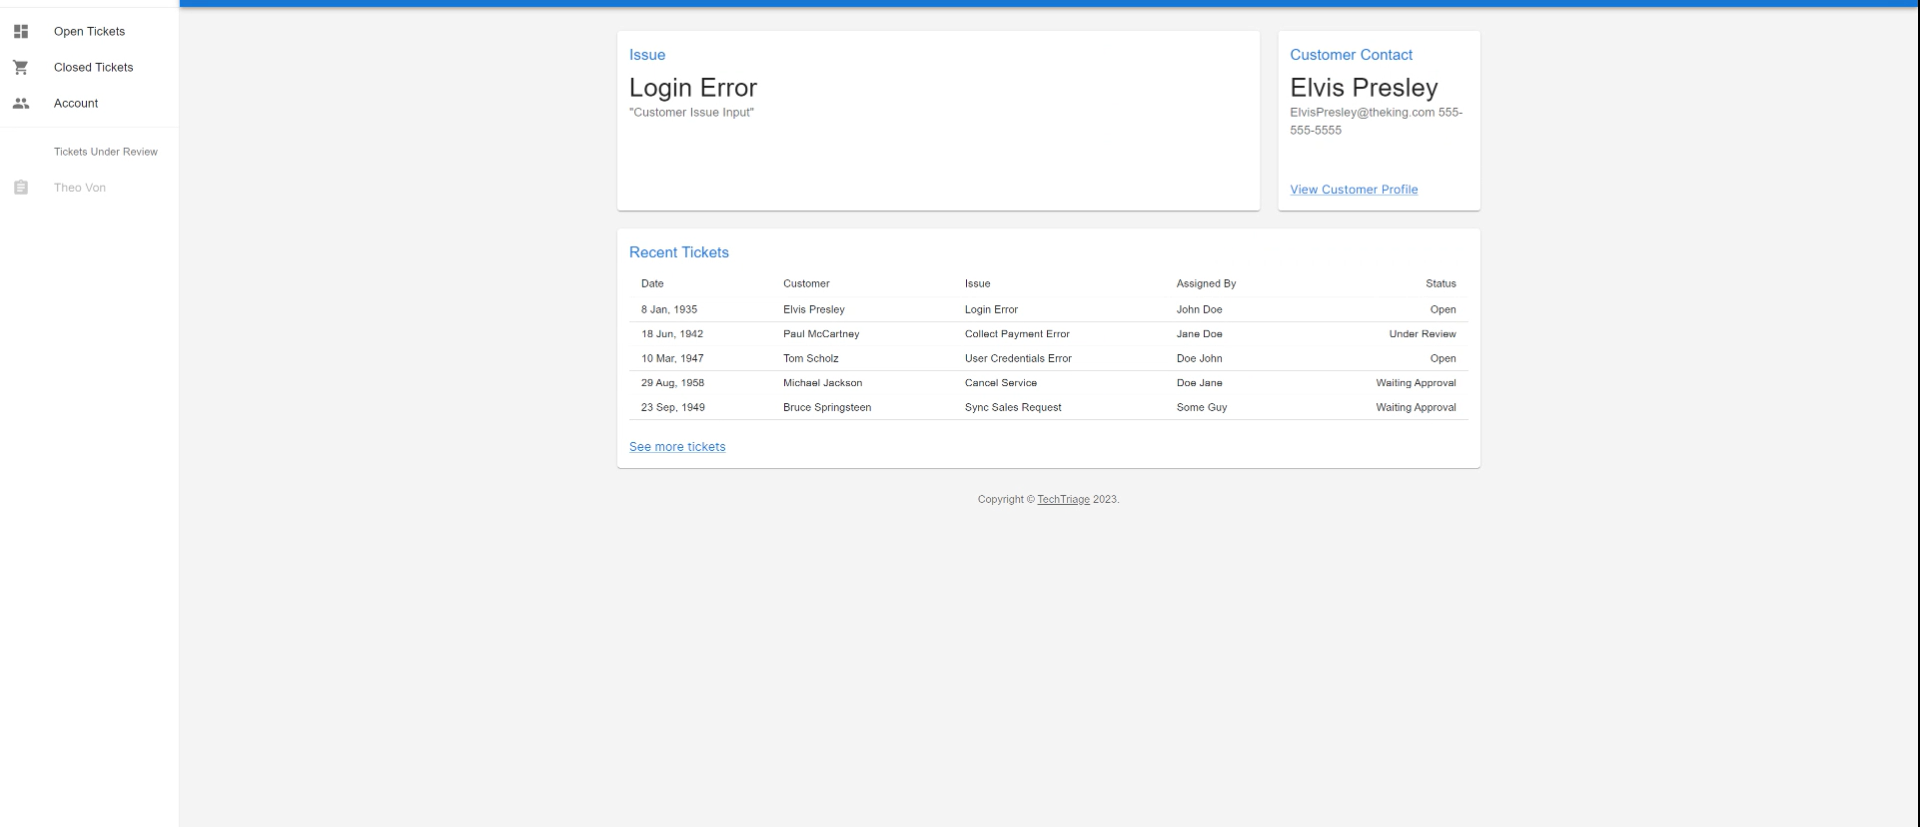 Open Tickets
Closed Tickets
Account
Tickets Under Review
Theo Von
Issue
Login Error
"Customer Issue Input"
Customer Contact
Elvis Presley
ElvisPresley@theking.com 555-
555-5555
View Customer Profile
Recent Tickets
Date Customer Issue Assigned By Status
8 Jan, 1935 Elvis Presley Login Error John Doe Open
18 Jun, 1942 Paul McCartney Collect Payment Error Jane Doe Under Review
10 Mar, 1947 Tom Scholz User Credentials Error Doe John Open
29 Aug, 1958 Michael Jackson Cancel Service Doe Jane Waiting Approval
23 Sep, 1949 Bruce Springsteen Sync Sales Request Some Guy Waiting Approval
See more tickets
Copyright © TechTriage 2023.